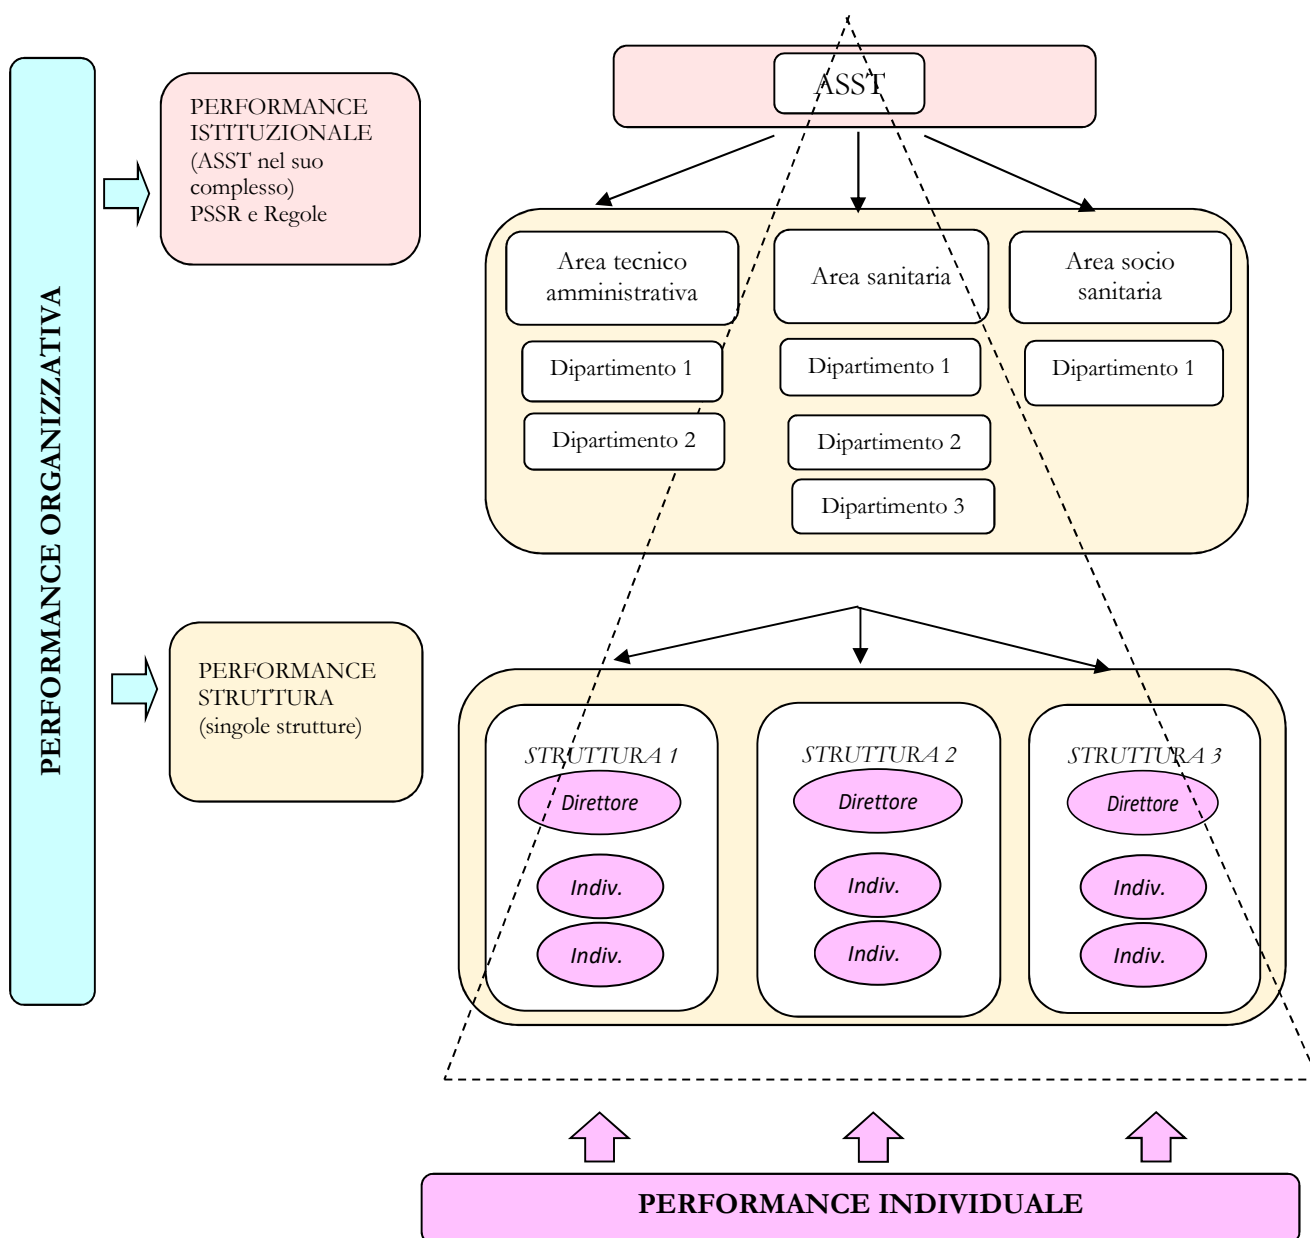 PERFORMANCE ORGANIZZATIVA
PERFORMANCE
ISTITUZIONALE
(ASST nel suo
complesso)
PSSR e Regole
ASST
Area tecnico
amministrativa
Area sanitaria
Area socio
sanitaria
Dipartimento 1
Dipartimento 1
Dipartimento 1
Dipartimento 2
Dipartimento 2
Dipartimento 3
PERFORMANCE
STRUTTURA
(singole strutture)
STRUTTURA 1
STRUTTURA 2
STRUTTURA 3
Direttore
Direttore
Direttore
Indiv.
Indiv.
Indiv.
Indiv.
Indiv.
Indiv.
PERFORMANCE INDIVIDUALE